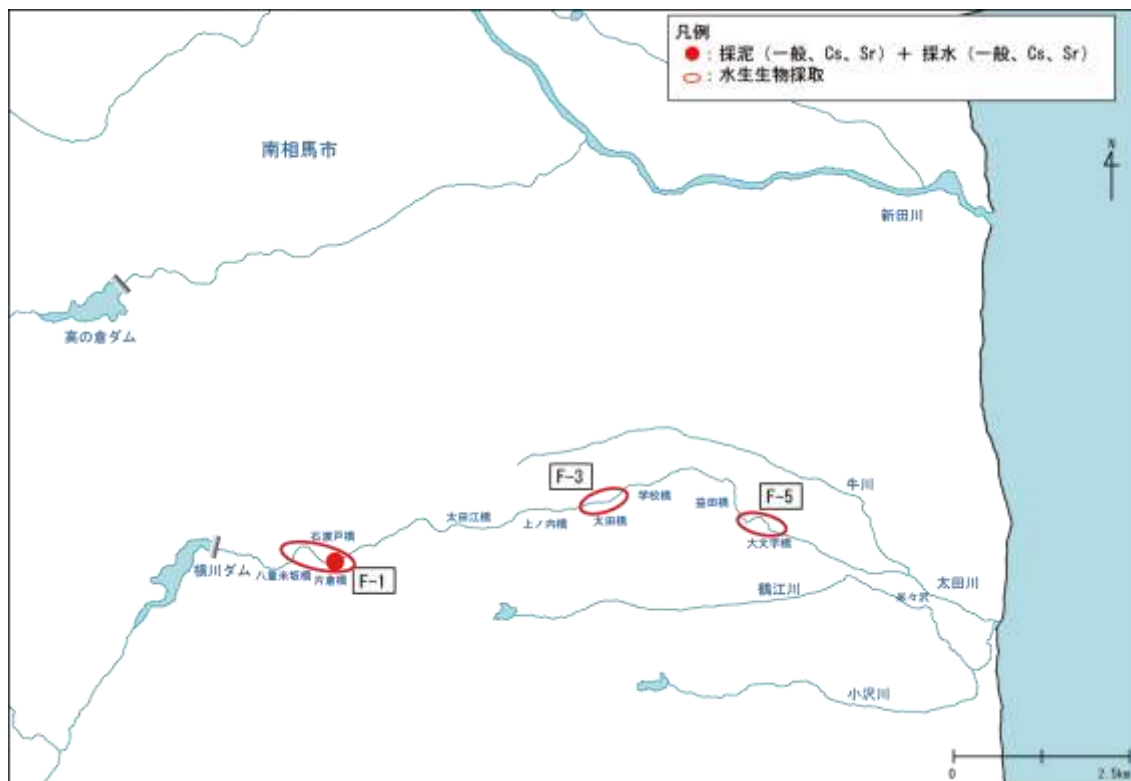 凡例
● : 採泥(一般、Cs、Sr) + 採水(一般、Cs、Sr)
: 水生生物採取
南相馬市
N
新田川
高の倉ダム
F-3
学校橋
益田橋
F-5
牛川
太田江橋
上ノ内橋
太田橋
大文字橋
石渡戸橋
横川ダム
八重米坂橋
片倉橋
F-1
鶴江川
太田川
小沢川
0
2.5km